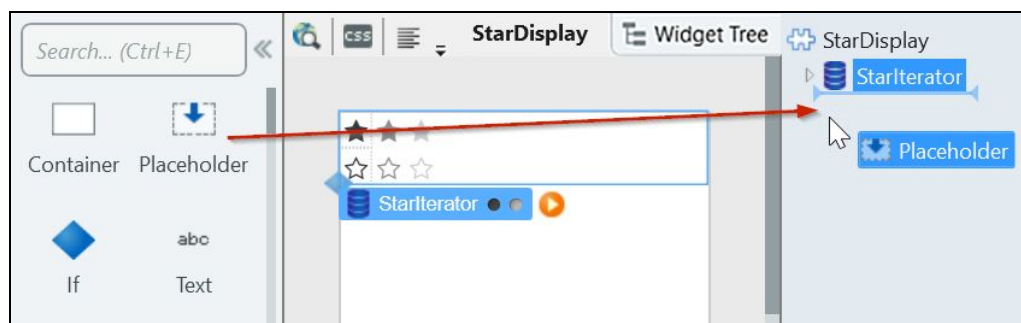 Search... (Ctrl+E)
Container
Placeholder
If
abc
Text
css
StarDisplay
Widget Tree
StarIterator
StarDisplay
StarIterator
Placeholder